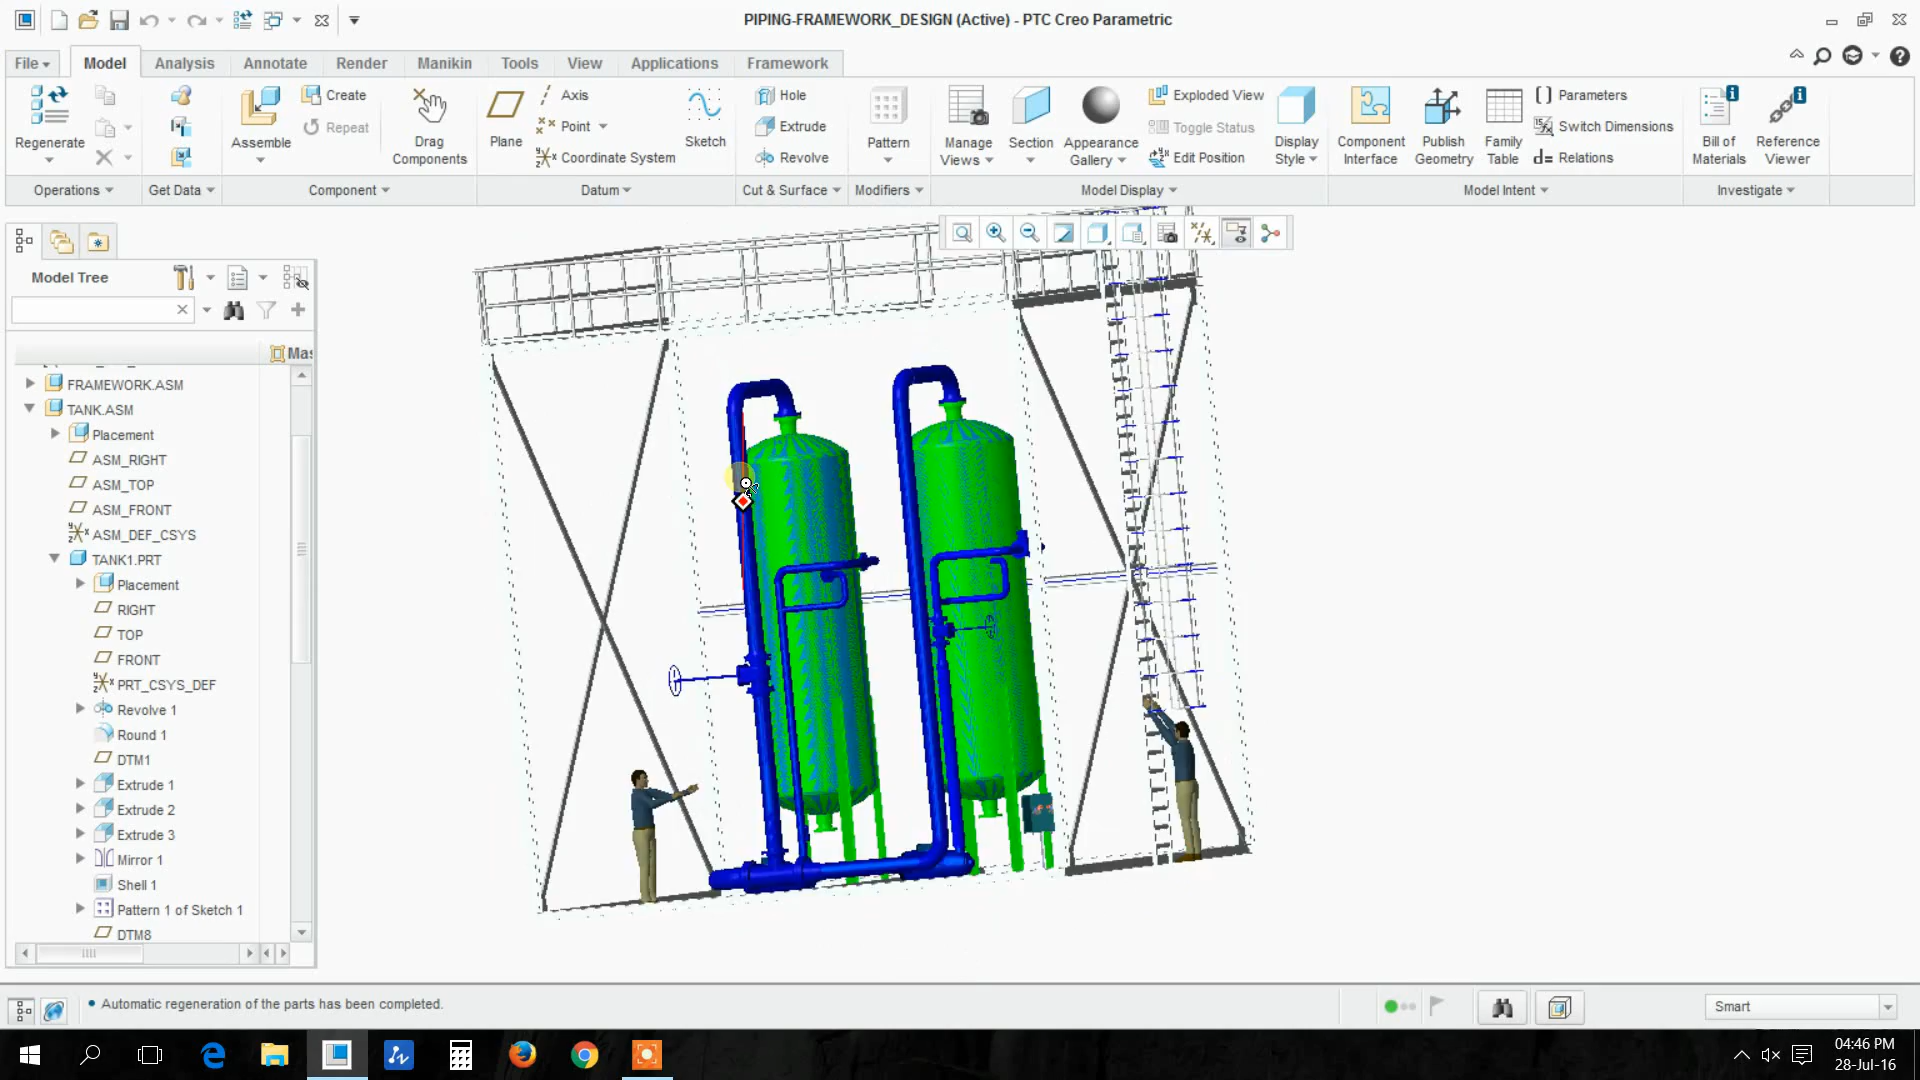 PIPING-FRAMEWORK_DESIGN (Active) - PTC Creo Parametric
File Model Analysis Annotate Render Manikin Tools View Applications Framework
Regenerate
Create
Repeat
Assemble
Drag Components
Plane
Axis
Point
Coordinate System
Sketch
Hole
Extrude
Revolve
Pattern
Manage Views
Section
Appearance Gallery
Exploded View
Toggle Status
Edit Position
Display Style
Component Interface
Publish Geometry
Family Table
Parameters
Switch Dimensions
Relations
Bill of Materials
Reference Viewer
Operations Get Data Component Datum Cut & Surface Modifiers Model Display Model Intent Investigate
Model Tree
Mas
FRAMEWORK.ASM
TANK.ASM
Placement
ASM_RIGHT
ASM_TOP
ASM_FRONT
ASM_DEF_CSYS
TANK1.PRT
Placement
RIGHT
TOP
FRONT
PRT_CSYS_DEF
Revolve 1
Round 1
DTM1
Extrude 1
Extrude 2
Extrude 3
Mirror 1
Shell 1
Pattern 1 of Sketch 1
DTM8
Automatic regeneration of the parts has been completed.
Smart
04:46 PM
28-Jul-16